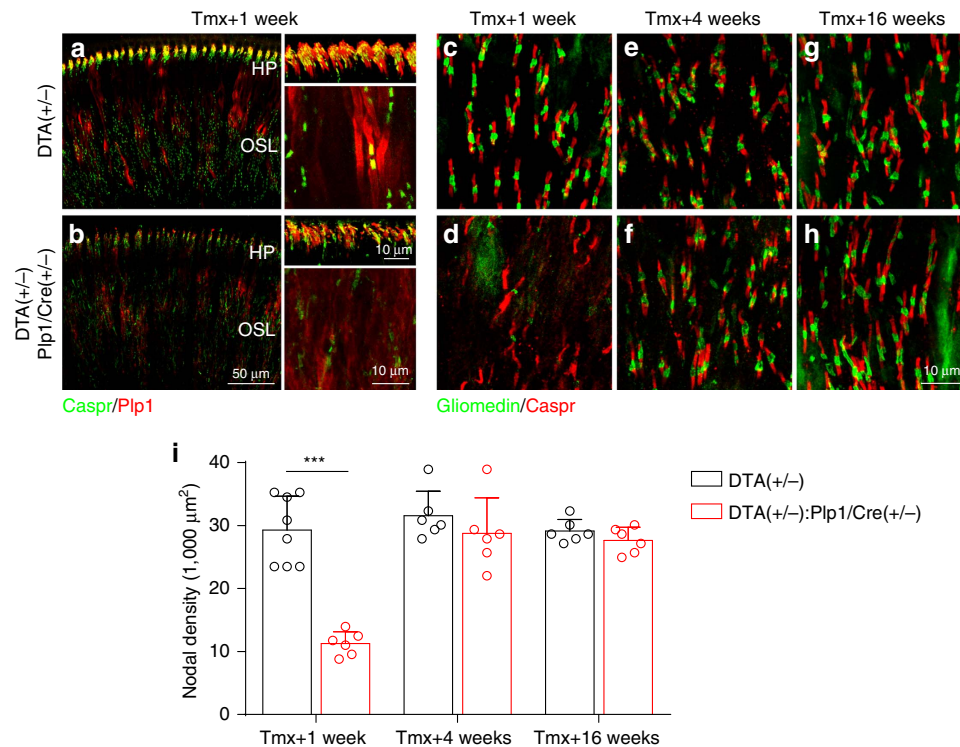 Tmx+1 week
Tmx+1 week
Tmx+4 weeks
Tmx+16 weeks
DTA(+/−)
a
HP
OSL
c
e
g
DTA(+/−)
Plp1/Cre(+/−)
b
HP
OSL
50 μm
10 μm
10 μm
d
f
h
10 μm
Caspr/Plp1
Gliomedin/Caspr
i
Nodal density (1,000 μm²)
40
30
20
10
0
***
DTA(+/−)
DTA(+/−):Plp1/Cre(+/−)
Tmx+1 week
Tmx+4 weeks
Tmx+16 weeks